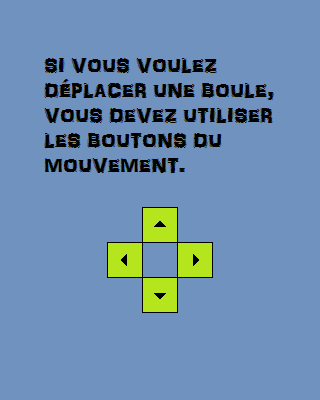 SI VOUS VOULEZ
DÉPLACER UNE BOULE,
VOUS DEVEZ UTILISER
LES BOUTONS DU
MOUVEMENT.